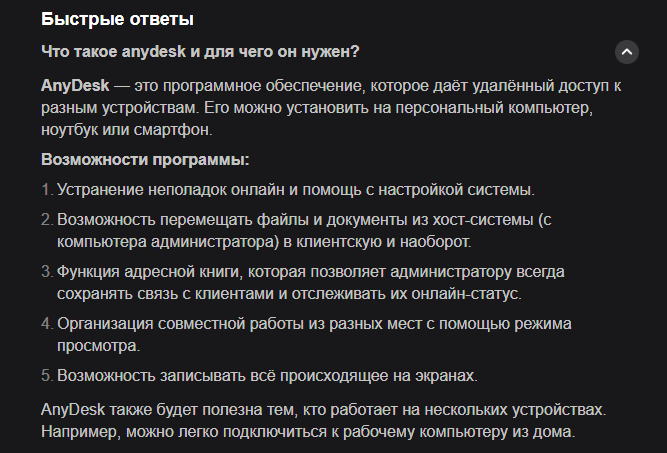 Быстрые ответы
Что такое anydesk и для чего он нужен?
AnyDesk — это программное обеспечение, которое даёт удалённый доступ к
разным устройствам. Его можно установить на персональный компьютер,
ноутбук или смартфон.
Возможности программы:
1. Устранение неполадок онлайн и помощь с настройкой системы.
2. Возможность перемещать файлы и документы из хост-системы (с
компьютера администратора) в клиентскую и наоборот.
3. Функция адресной книги, которая позволяет администратору всегда
сохранять связь с клиентами и отслеживать их онлайн-статус.
4. Организация совместной работы из разных мест с помощью режима
просмотра.
5. Возможность записывать всё происходящее на экранах.
AnyDesk также будет полезна тем, кто работает на нескольких устройствах.
Например, можно легко подключиться к рабочему компьютеру из дома.